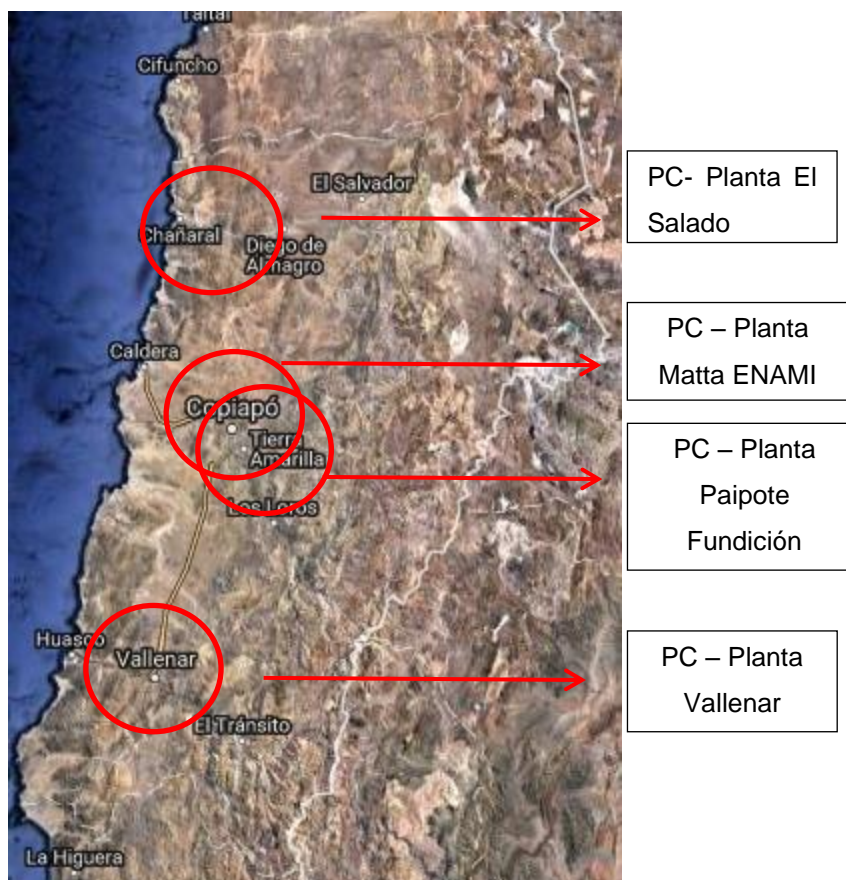 Taltal
Cifuncho
El Salvador
PC- Planta El
Salado
Chañaral
Diego de
Almagro
Caldera
PC – Planta
Matta ENAMI
Copiapó
Tierra
Amarilla
PC – Planta
Paipote
Fundición
Los Loros
Huasco
Vallenar
PC – Planta
Vallenar
El Tránsito
La Higuera